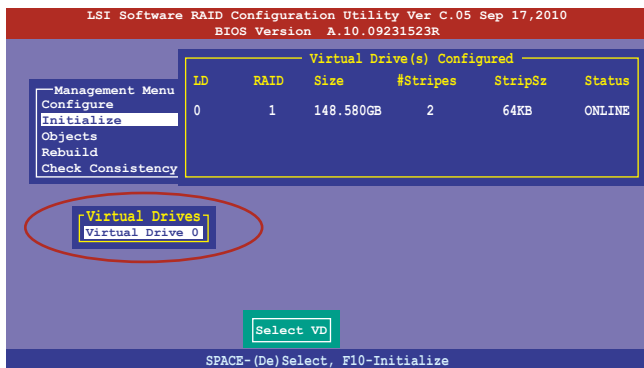 LSI Software RAID Configuration Utility Ver C.05 Sep 17,2010
BIOS Version A.10.09231523R
Virtual Drive(s) Configured
LD RAID Size #Stripes StripSz Status
0 1 148.580GB 2 64KB ONLINE
Management Menu
Configure
Initialize
Objects
Rebuild
Check Consistency
Virtual Drives
Virtual Drive 0
Select VD
SPACE-(De)Select, F10-Initialize